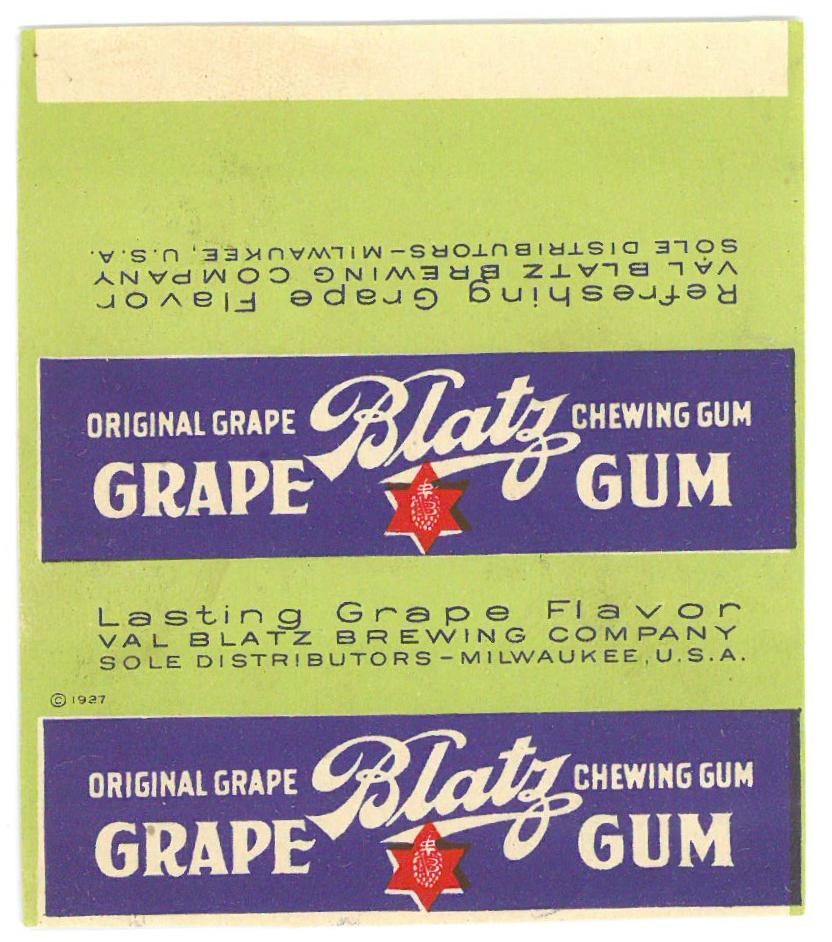 Refreshing Grape Flavor
VAL BLATZ BREWING COMPANY
SOLE DISTRIBUTORS-MILWAUKEE, U.S.A.
Blatz
ORIGINAL GRAPE CHEWING GUM
GRAPE GUM
Lasting Grape Flavor
VAL BLATZ BREWING COMPANY
SOLE DISTRIBUTORS-MILWAUKEE, U.S.A.
© 1927
Blatz
ORIGINAL GRAPE CHEWING GUM
GRAPE GUM